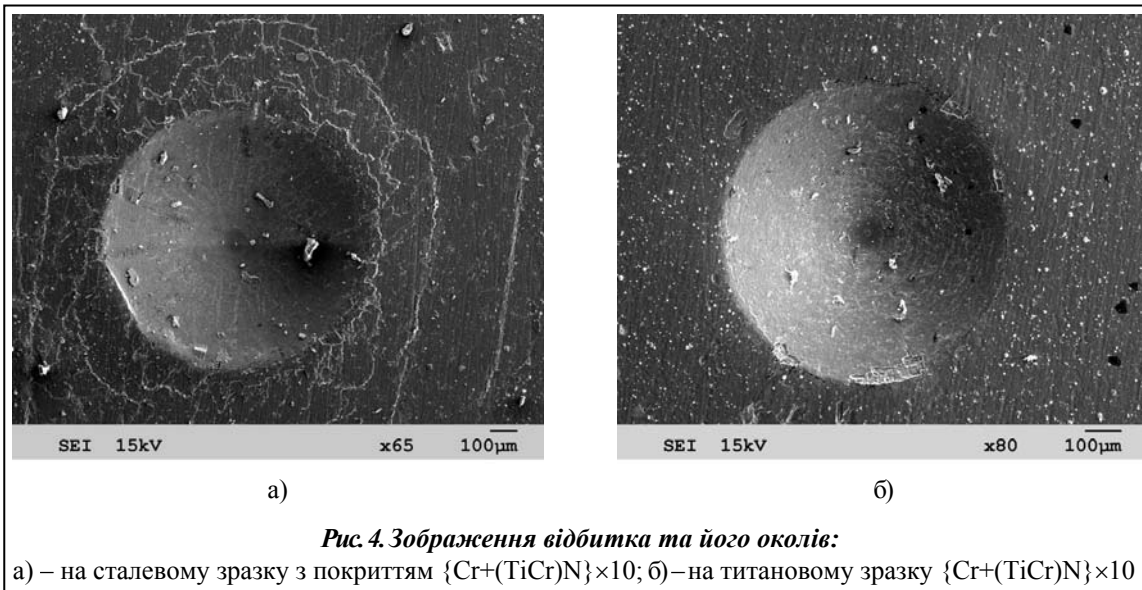 SEI 15kV x65 100µm
SEI 15kV x80 100µm
а) б)
Рис. 4. Зображення відбитка та його околів:
а) – на сталевому зразку з покриттям {Cr+(TiCr)N}×10; б)–на титановому зразку {Cr+(TiCr)N}×10